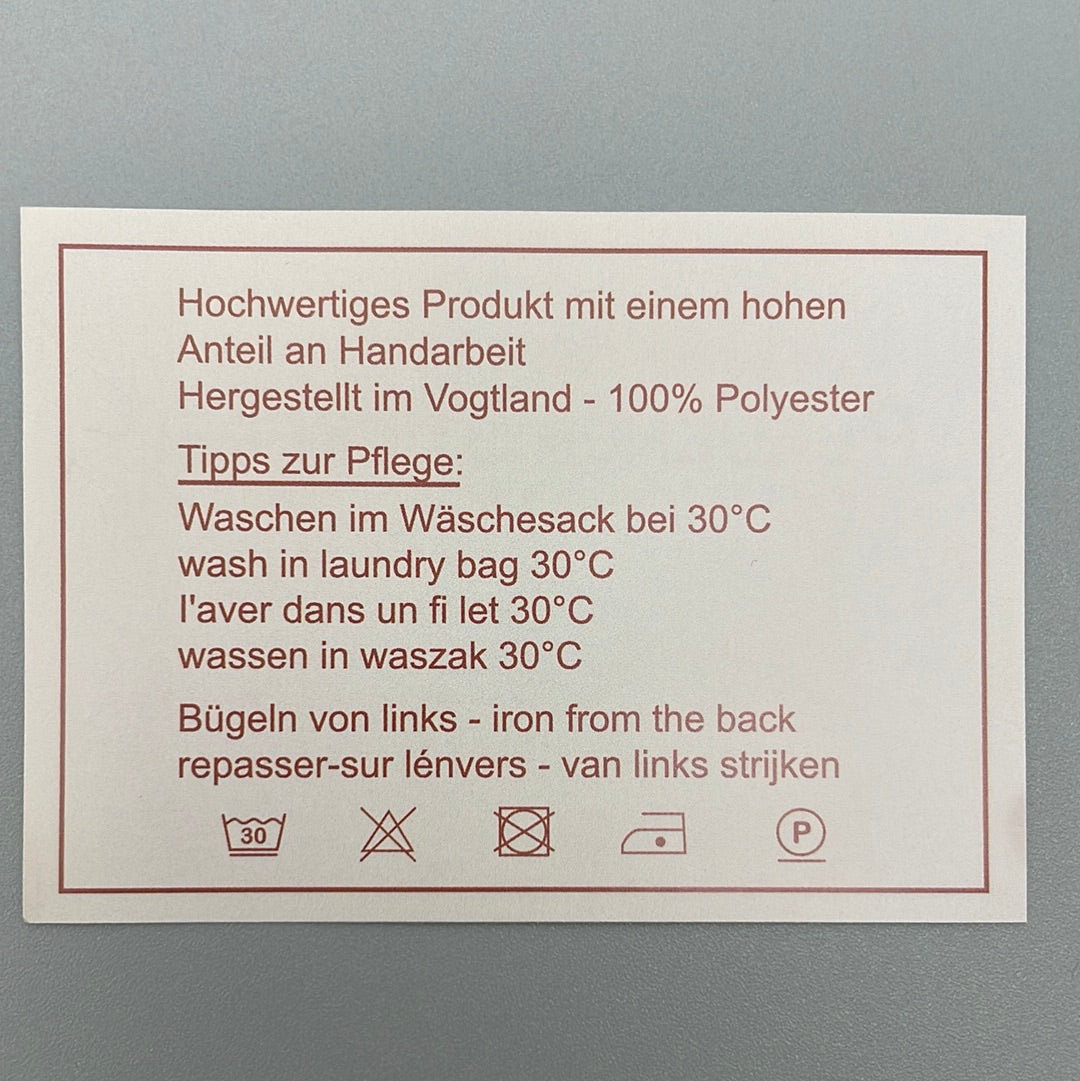 Hochwertiges Produkt mit einem hohen
Anteil an Handarbeit
Hergestellt im Vogtland - 100% Polyester
Tipps zur Pflege:
Waschen im Wäschesack bei 30°C
wash in laundry bag 30°C
l'aver dans un fi let 30°C
wassen in waszak 30°C
Bügeln von links - iron from the back
repasser-sur lénvers - van links strijken
30 P